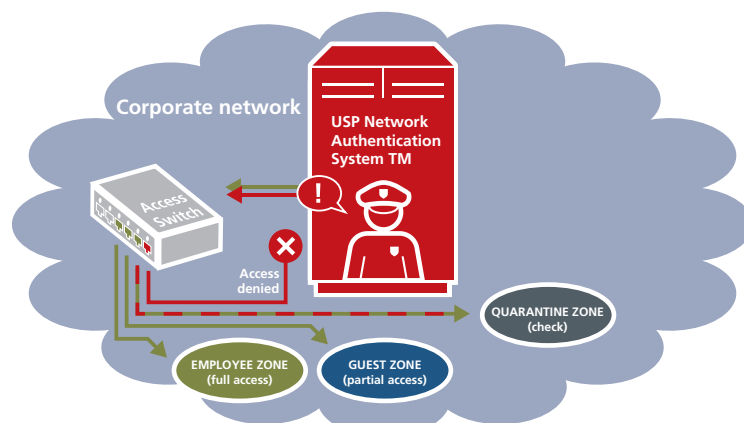 Corporate network
USP Network
Authentication
System TM
!
Access
Switch
Access
denied
QUARANTINE ZONE
(check)
EMPLOYEE ZONE
(full access)
GUEST ZONE
(partial access)